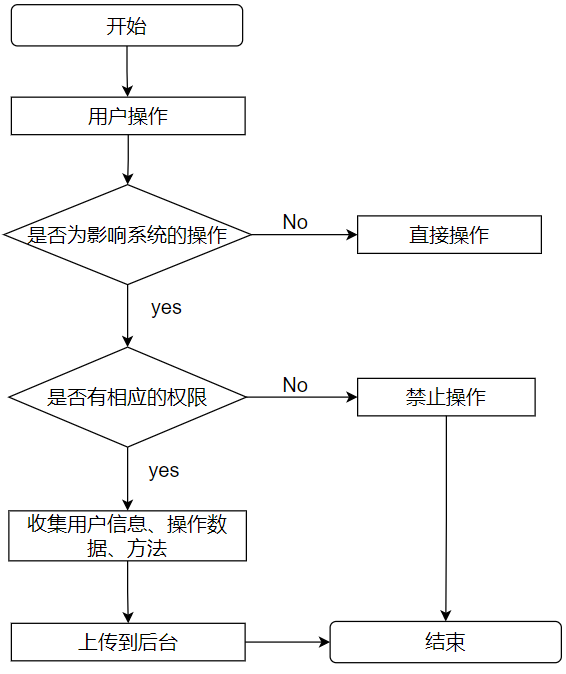 开始
用户操作
是否为影响系统的操作
No
直接操作
yes
是否有相应的权限
No
禁止操作
yes
收集用户信息、操作数
据、方法
上传到后台
结束